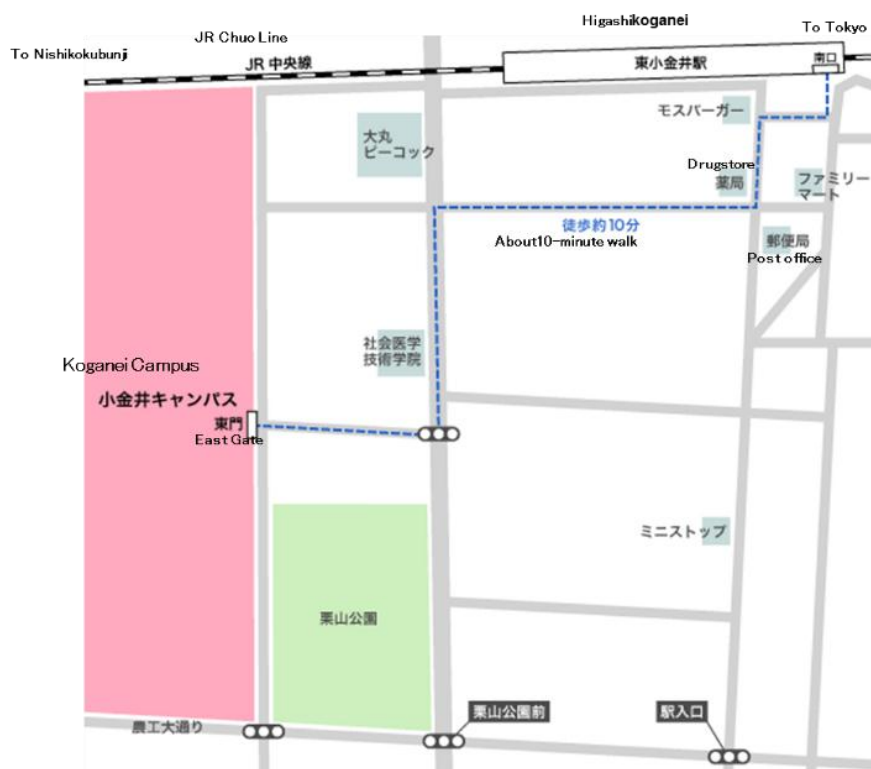 Higashikoganei
To Tokyo
JR Chuo Line
To Nishikokubunji
JR 中央線
東小金井駅
南口
モスバーガー
大丸
ピーコック
Drugstore
薬局
ファミリー
マート
徒歩約10分
About10-minute walk
郵便局
Post office
社会医学
技術学院
Koganei Campus
小金井キャンパス
東門
East Gate
ミニストップ
栗山公園
農工大通り
栗山公園前
駅入口